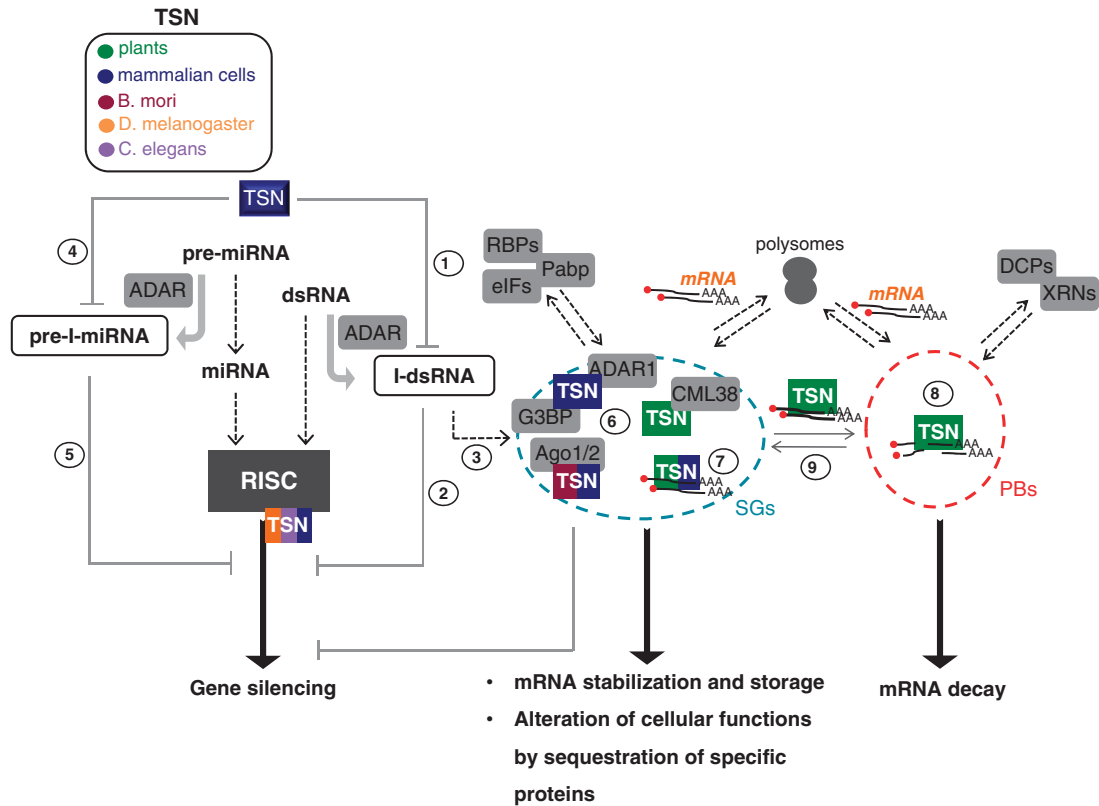 TSN
plants
mammalian cells
B. mori
D. melanogaster
C. elegans
TSN
4
1
pre-miRNA
ADAR
dsRNA
ADAR
pre-I-miRNA
miRNA
I-dsRNA
5
2
3
RISC
TSN
Gene silencing
RBPs
Pabp
eIFs
mRNA
AAA
AAA
polysomes
mRNA
AAA
AAA
DCPs
XRNs
ADAR1
TSN
G3BP
6
CML38
TSN
Ago1/2
TSN
7
TSN
AAA
AAA
SGs
TSN
AAA
AAA
9
8
TSN
AAA
AAA
PBs
• mRNA stabilization and storage
• Alteration of cellular functions
by sequestration of specific
proteins
mRNA decay